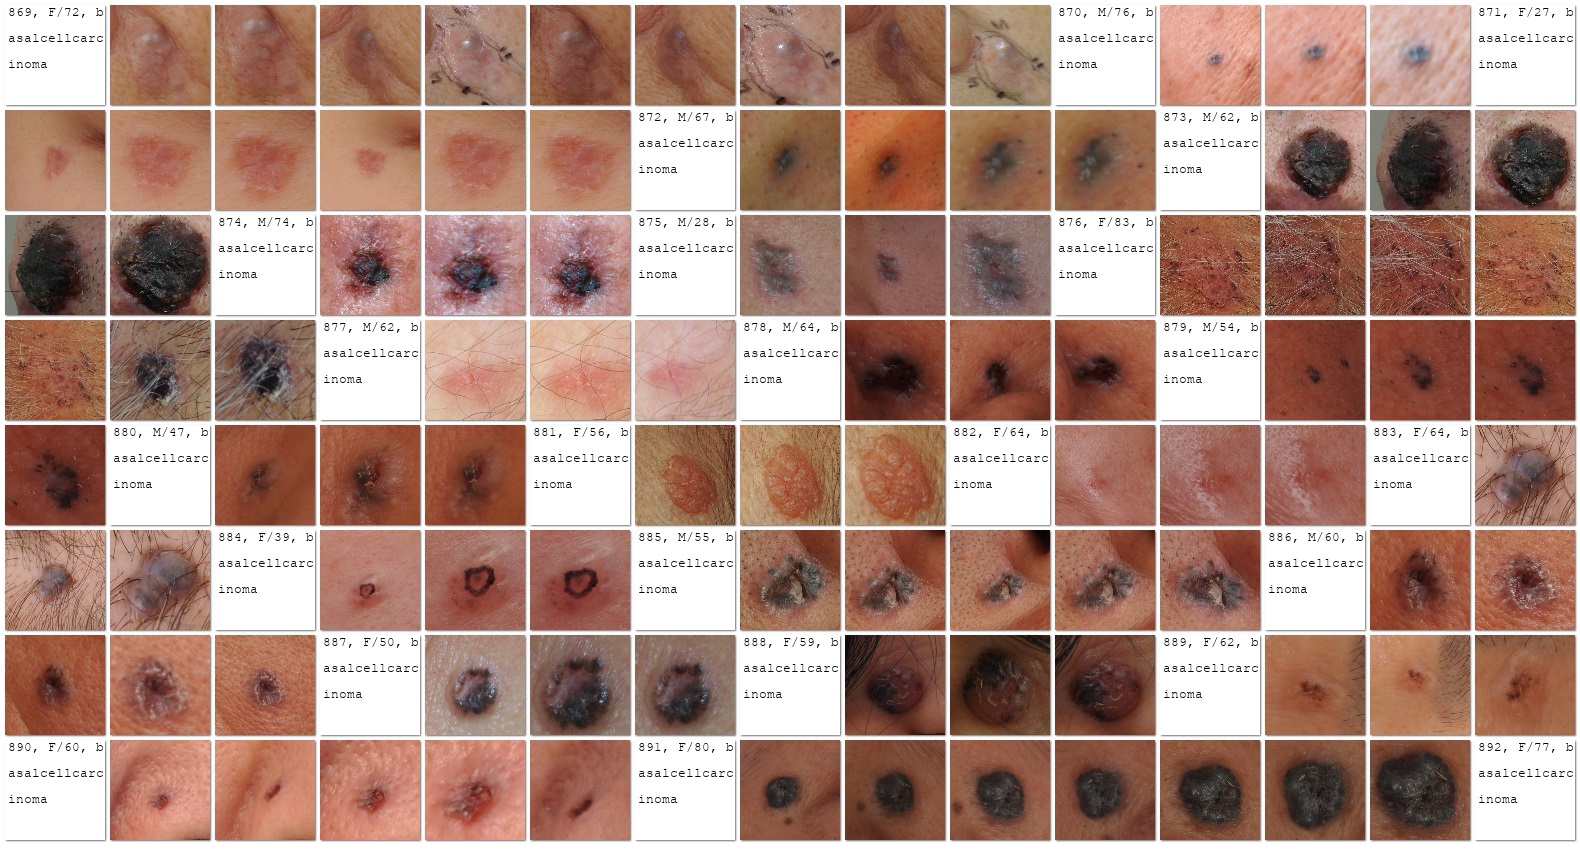 869, F/72, b
asalcellcarc
inoma
870, M/76, b
asalcellcarc
inoma
871, F/27, b
asalcellcarc
inoma
872, M/67, b
asalcellcarc
inoma
873, M/62, b
asalcellcarc
inoma
874, M/74, b
asalcellcarc
inoma
875, M/28, b
asalcellcarc
inoma
876, F/83, b
asalcellcarc
inoma
877, M/62, b
asalcellcarc
inoma
878, M/64, b
asalcellcarc
inoma
879, M/54, b
asalcellcarc
inoma
880, M/47, b
asalcellcarc
inoma
881, F/56, b
asalcellcarc
inoma
882, F/64, b
asalcellcarc
inoma
883, F/64, b
asalcellcarc
inoma
884, F/39, b
asalcellcarc
inoma
885, M/55, b
asalcellcarc
inoma
886, M/60, b
asalcellcarc
inoma
887, F/50, b
asalcellcarc
inoma
888, F/59, b
asalcellcarc
inoma
889, F/62, b
asalcellcarc
inoma
890, F/60, b
asalcellcarc
inoma
891, F/80, b
asalcellcarc
inoma
892, F/77, b
asalcellcarc
inoma